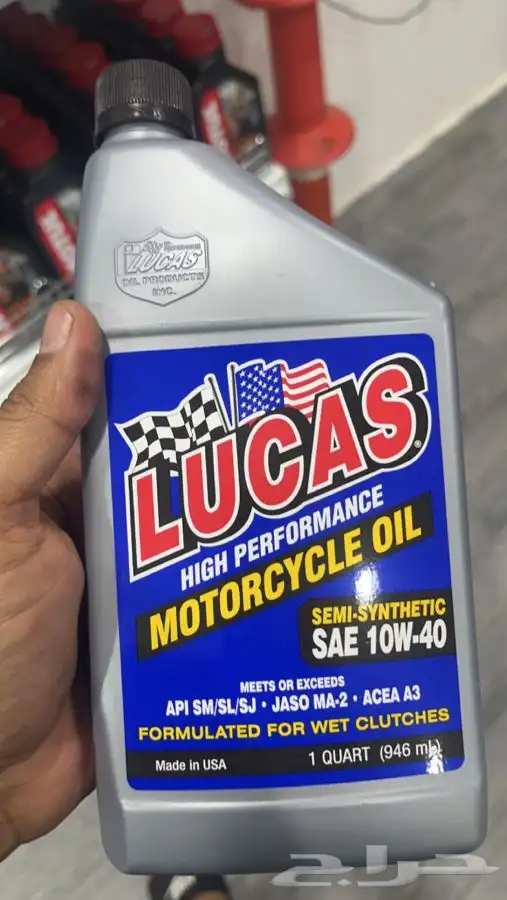 LUCAS
OIL PRODUCTS
INC.
LUCAS®
HIGH PERFORMANCE
MOTORCYCLE OIL
SEMI-SYNTHETIC
SAE 10W-40
MEETS OR EXCEEDS
API SM/SL/SJ • JASO MA-2 • ACEA A3
FORMULATED FOR WET CLUTCHES
Made in USA 1 QUART (946 mL)
حراج